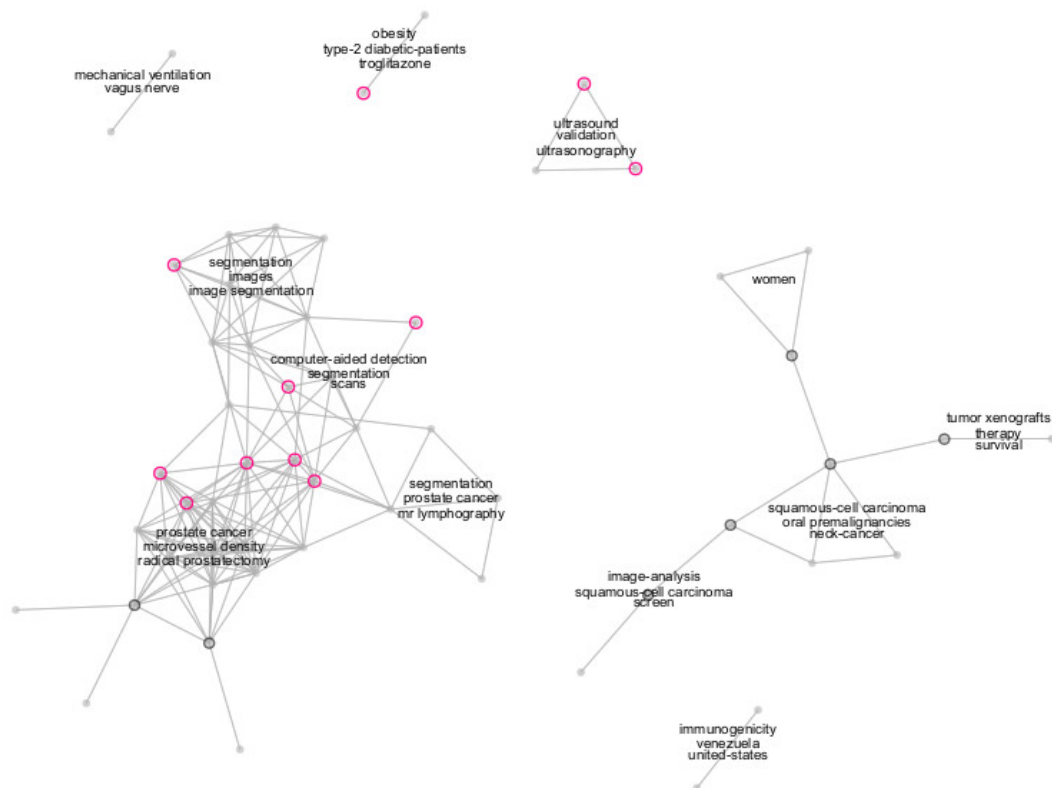 obesity
type-2 diabetic-patients
troglitazone
mechanical ventilation
vagus nerve
ultrasound
validation
ultrasonography
segmentation
images
image segmentation
women
computer-aided detection
segmentation
scans
tumor xenografts
therapy
survival
segmentation
prostate cancer
mr lymphography
squamous-cell carcinoma
oral premalignancies
neck-cancer
prostate cancer
microvessel density
radical prostatectomy
image-analysis
squamous-cell carcinoma
screen
immunogenicity
venezuela
united-states